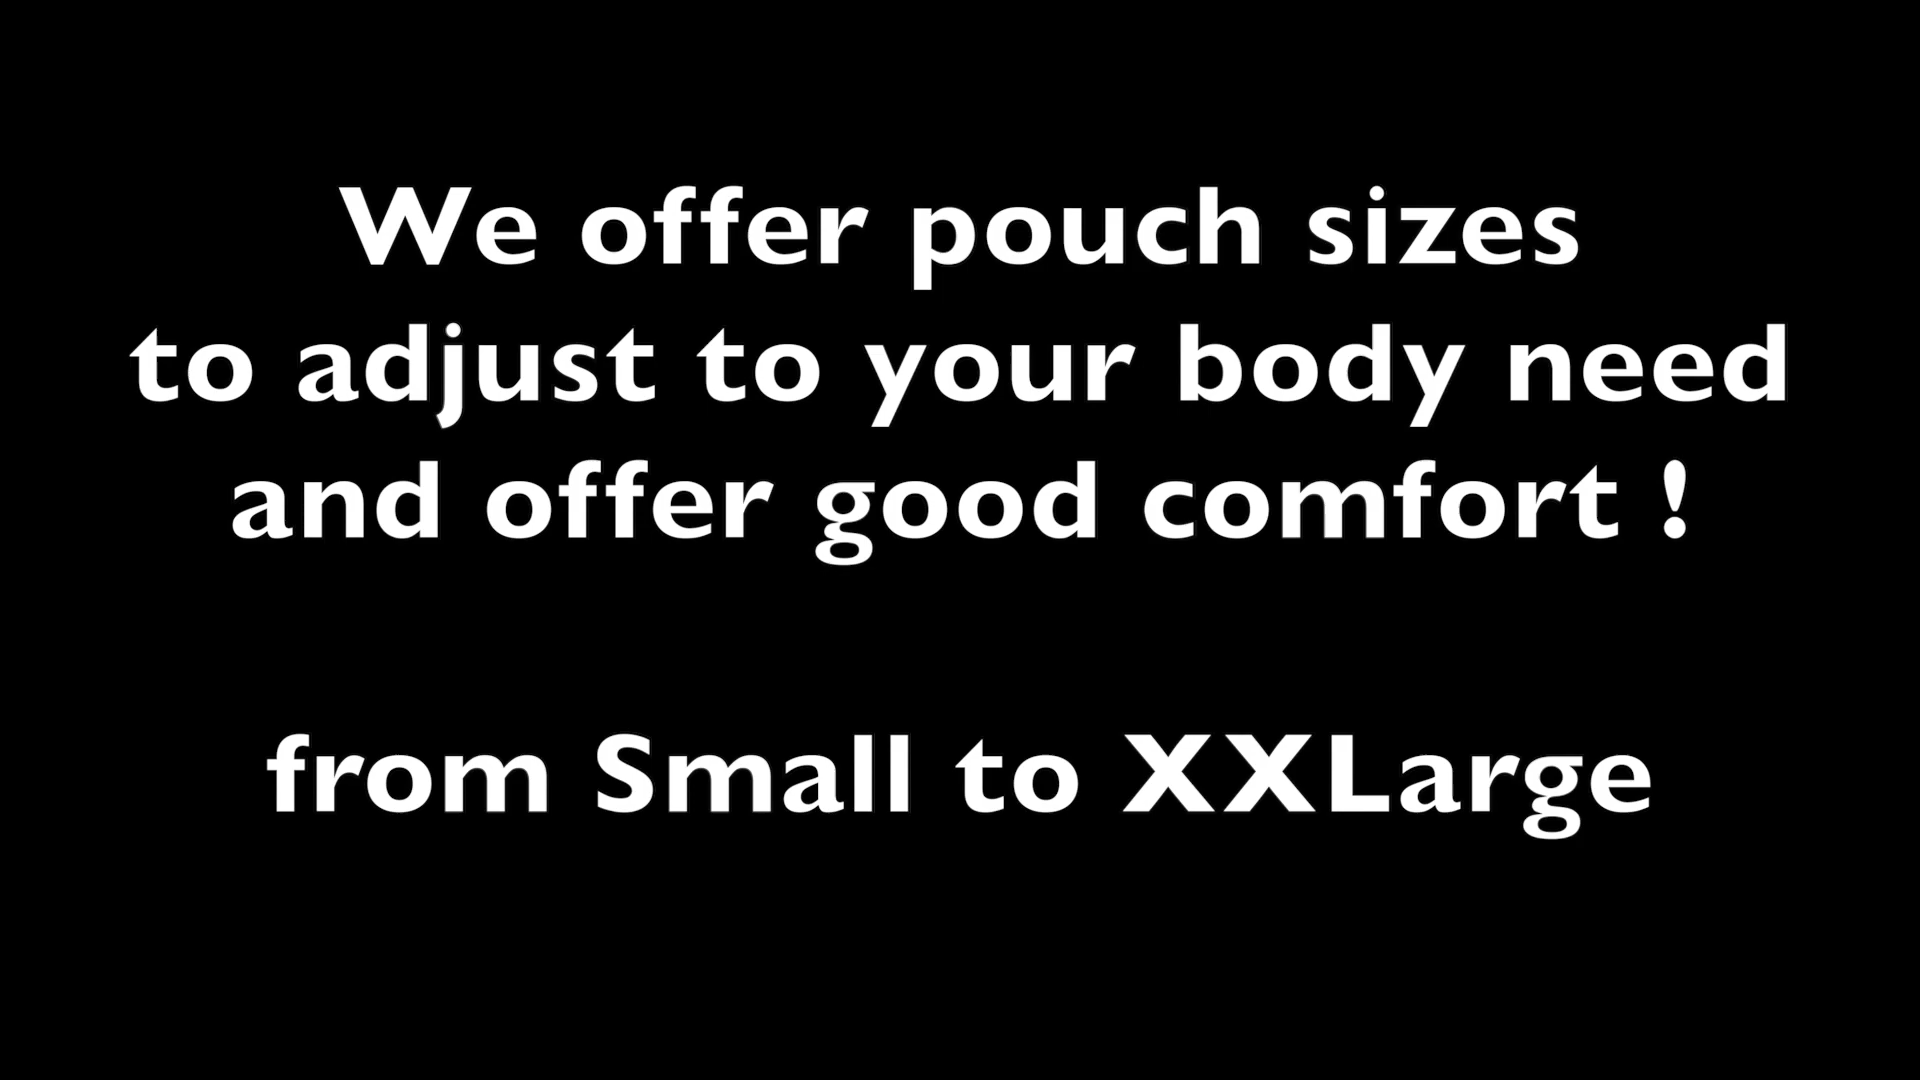 We offer pouch sizes
to adjust to your body need
and offer good comfort !
from Small to XXLarge